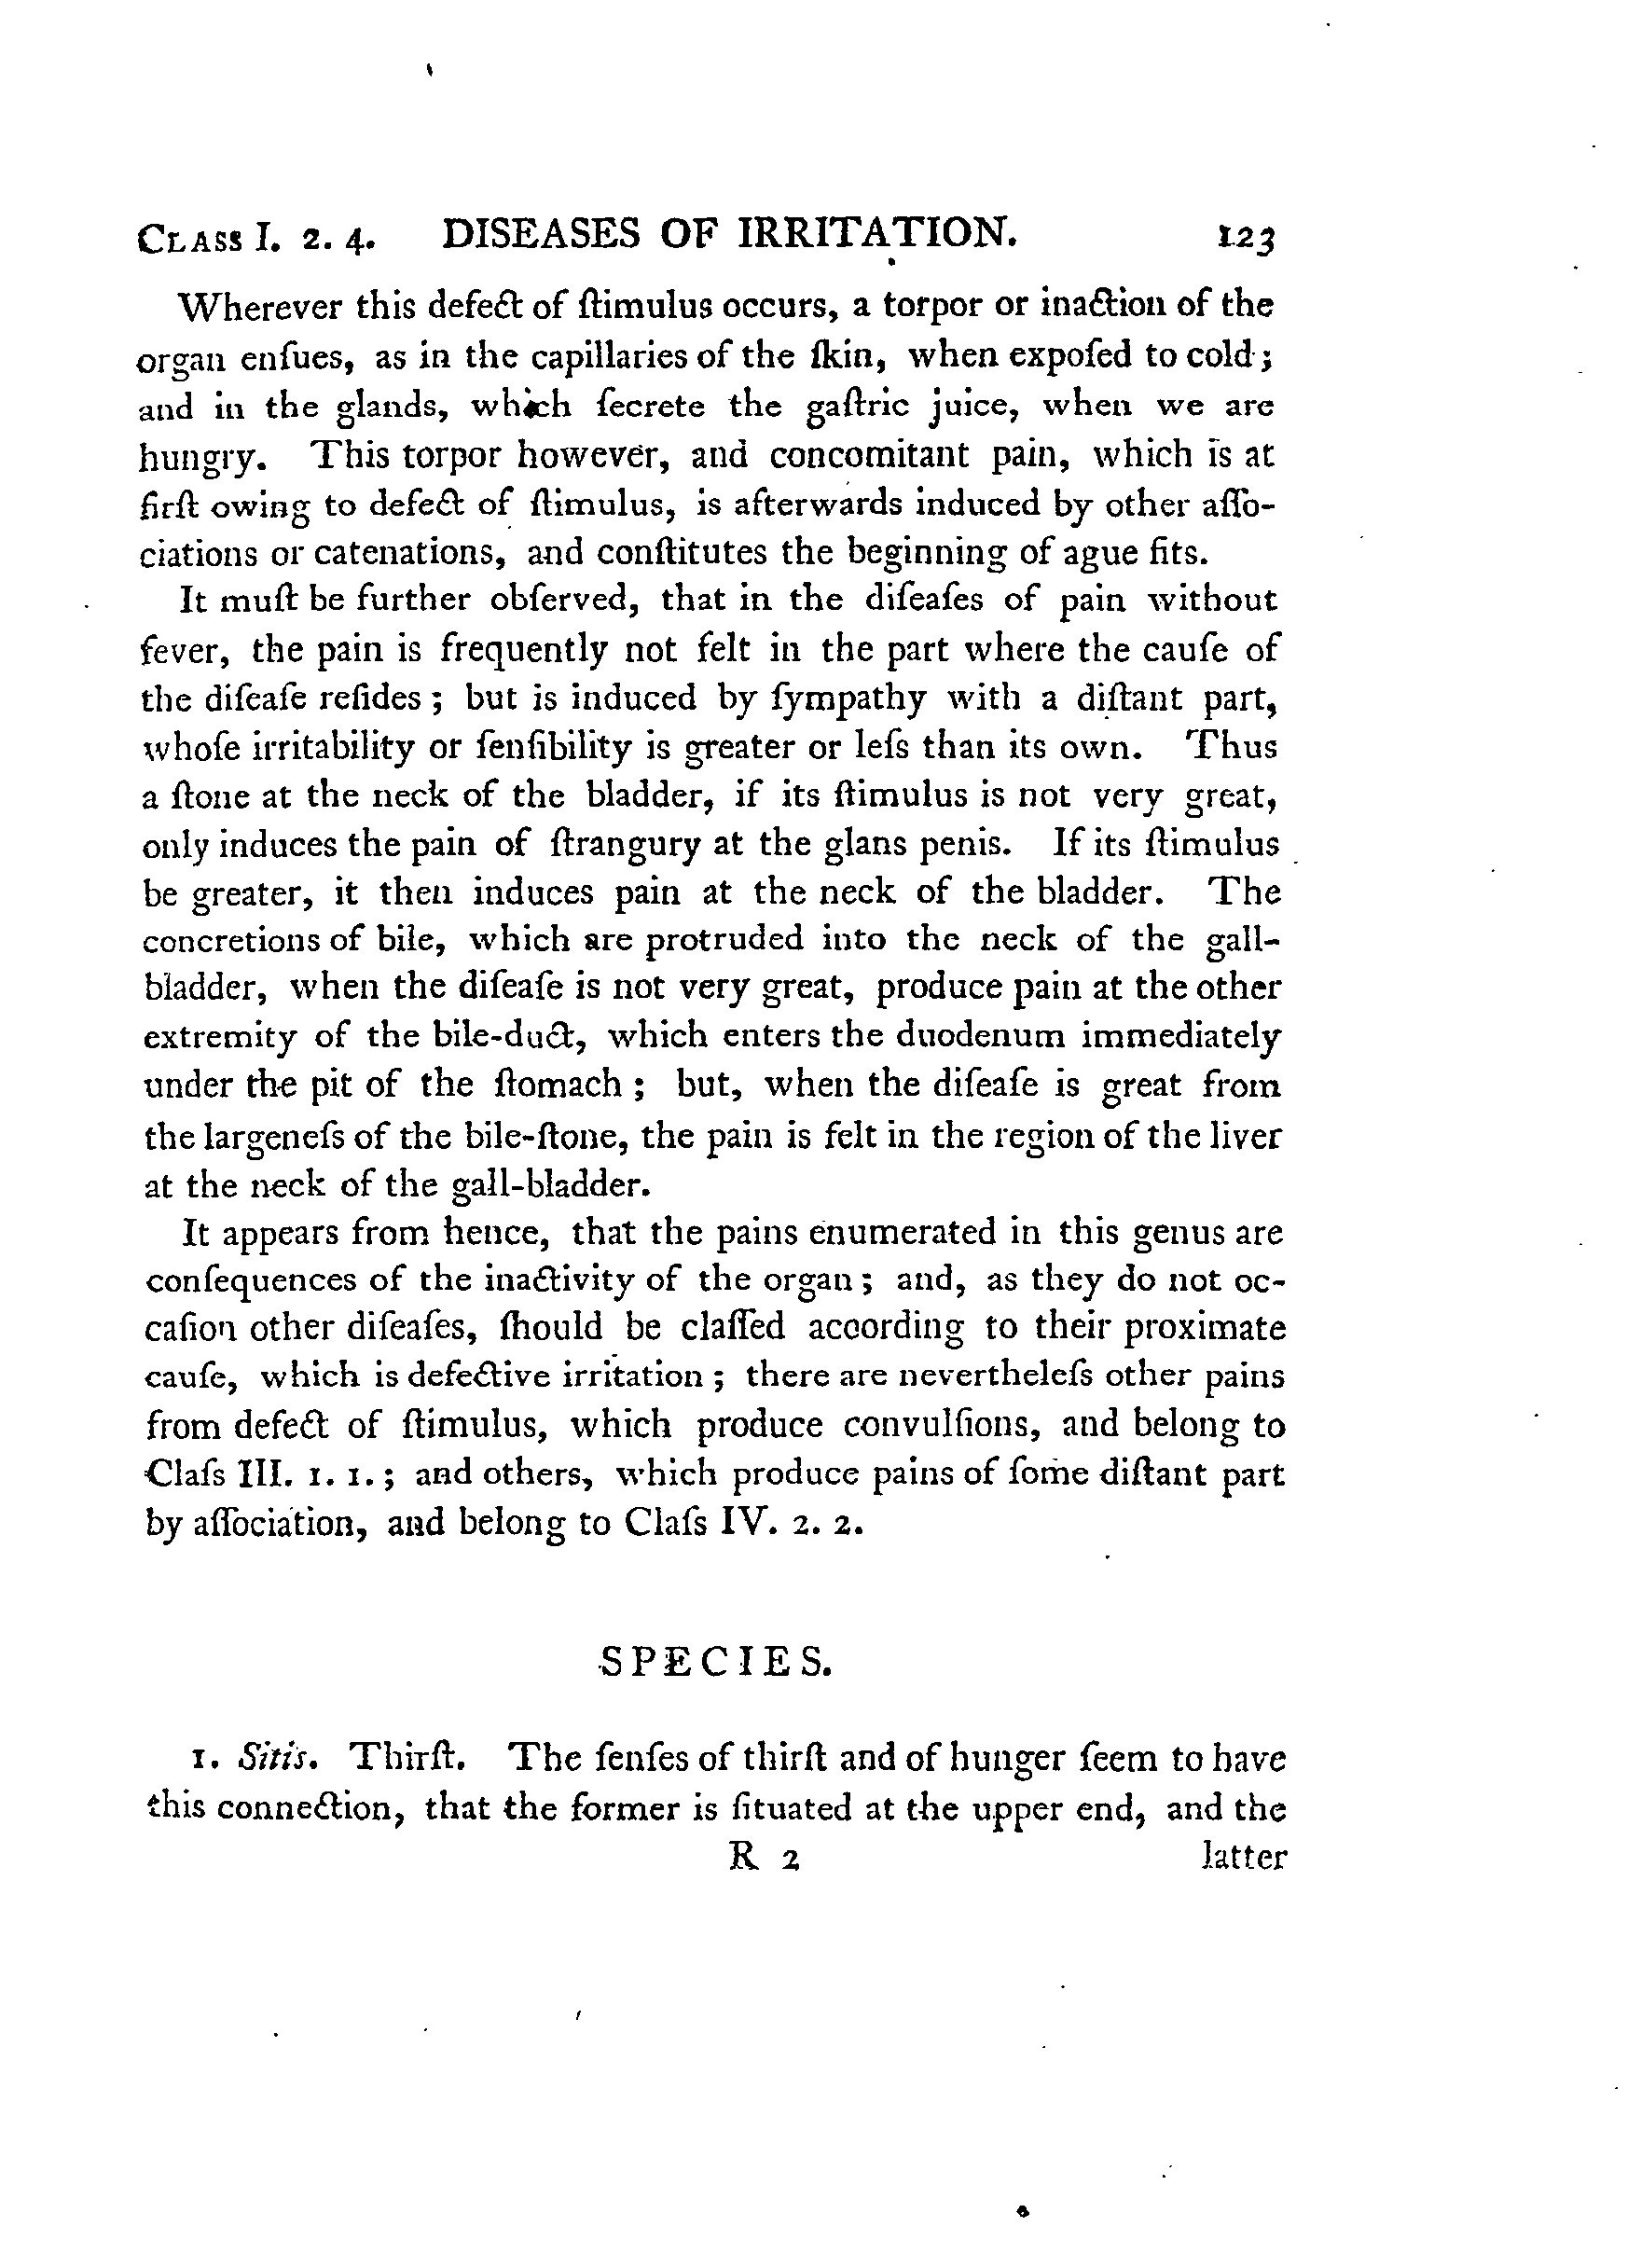 CLASS I. 2. 4. DISEASES OF IRRITATION. 123
Wherever this defect of ſtimulus occurs, a torpor or inaction of the
organ enſues, as in the capillaries of the ſkin, when expoſed to cold;
and in the glands, which ſecrete the gaſtric juice, when we are
hungry. This torpor however, and concomitant pain, which is at
firſt owing to defect of ſtimulus, is afterwards induced by other aſſo-
ciations or catenations, and conſtitutes the beginning of ague fits.
It muſt be further obſerved, that in the diſeaſes of pain without
fever, the pain is frequently not felt in the part where the cauſe of
the diſeaſe reſides; but is induced by ſympathy with a diſtant part,
whoſe irritability or ſenſibility is greater or leſs than its own. Thus
a ſtone at the neck of the bladder, if its ſtimulus is not very great,
only induces the pain of ſtrangury at the glans penis. If its ſtimulus
be greater, it then induces pain at the neck of the bladder. The
concretions of bile, which are protruded into the neck of the gall-
bladder, when the diſeaſe is not very great, produce pain at the other
extremity of the bile-duct, which enters the duodenum immediately
under the pit of the ſtomach; but, when the diſeaſe is great from
the largeneſs of the bile-ſtone, the pain is felt in the region of the liver
at the neck of the gall-bladder.
It appears from hence, that the pains enumerated in this genus are
conſequences of the inactivity of the organ; and, as they do not oc-
caſion other diſeaſes, ſhould be claſſed according to their proximate
cauſe, which is defective irritation; there are nevertheleſs other pains
from defect of ſtimulus, which produce convulſions, and belong to
Claſs III. 1. 1.; and others, which produce pains of ſome diſtant part
by aſſociation, and belong to Claſs IV. 2. 2.
SPECIES.
1. Sitis. Thirſt. The ſenſes of thirſt and of hunger ſeem to have
this connection, that the former is ſituated at the upper end, and the
R 2 latter